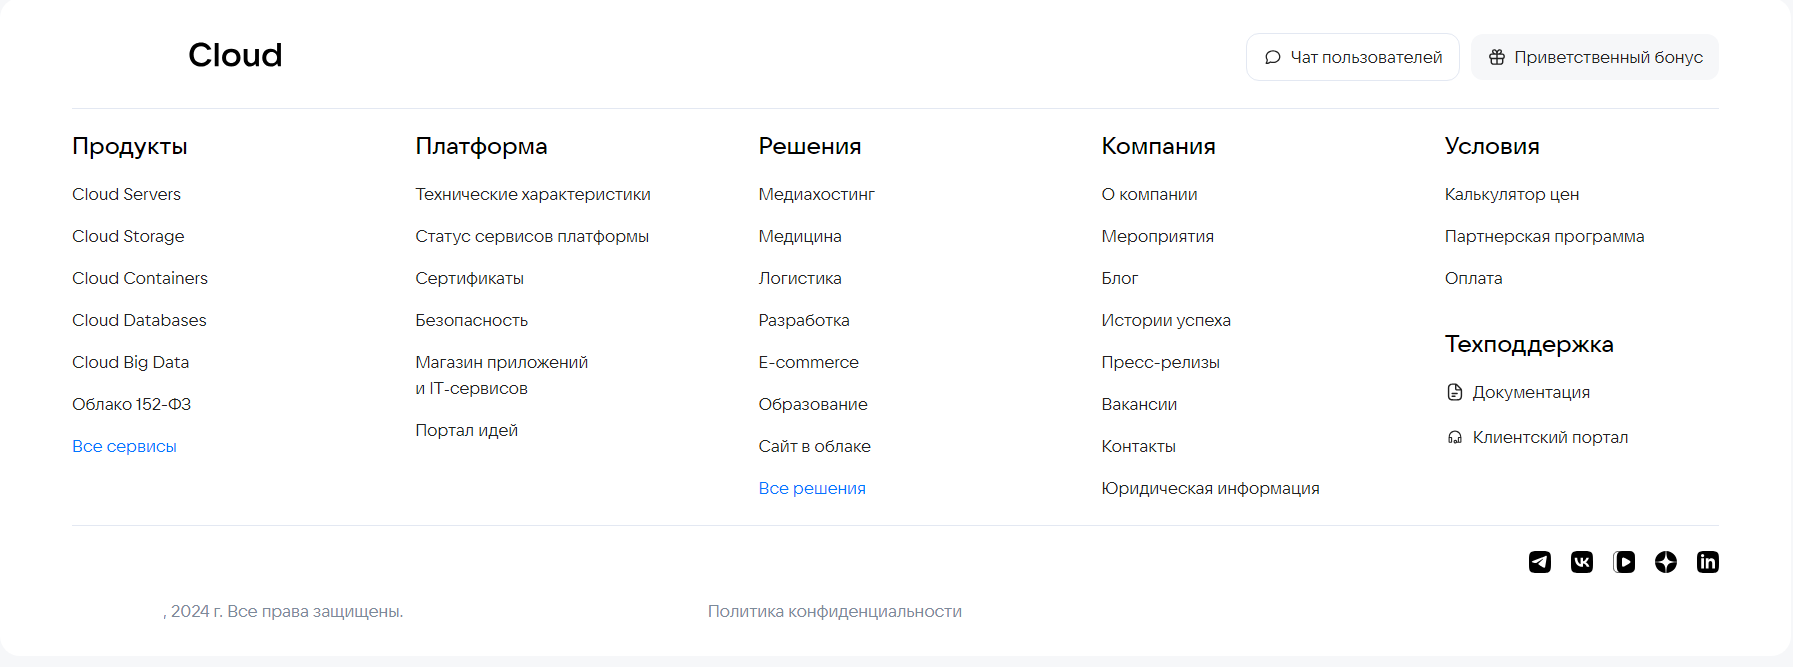 Cloud
Чат пользователей
Приветственный бонус
Продукты
Cloud Servers
Cloud Storage
Cloud Containers
Cloud Databases
Cloud Big Data
Облако 152-ФЗ
Все сервисы
Платформа
Технические характеристики
Статус сервисов платформы
Сертификаты
Безопасность
Магазин приложений
и IT-сервисов
Портал идей
Решения
Медиахостинг
Медицина
Логистика
Разработка
E-commerce
Образование
Сайт в облаке
Все решения
Компания
О компании
Мероприятия
Блог
Истории успеха
Пресс-релизы
Вакансии
Контакты
Юридическая информация
Условия
Калькулятор цен
Партнерская программа
Оплата
Техподдержка
Документация
Клиентский портал
, 2024 г. Все права защищены.
Политика конфиденциальности